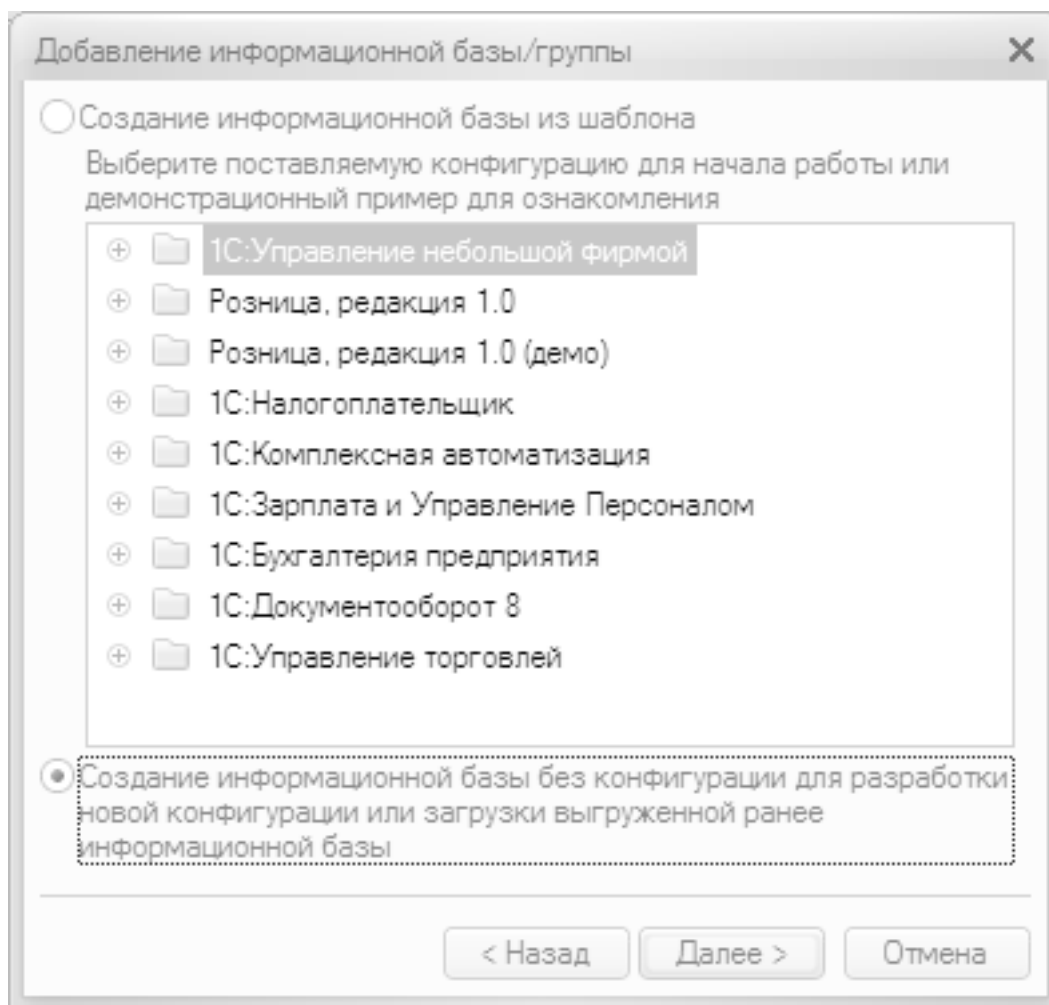 Добавление информационной базы/группы
Создание информационной базы из шаблона
Выберите поставляемую конфигурацию для начала работы или
демонстрационный пример для ознакомления
1С:Управление небольшой фирмой
Розница, редакция 1.0
Розница, редакция 1.0 (демо)
1С:Налогоплательщик
1С:Комплексная автоматизация
1С:Зарплата и Управление Персоналом
1С:Бухгалтерия предприятия
1С:Документооборот 8
1С:Управление торговлей
Создание информационной базы без конфигурации для разработки
новой конфигурации или загрузки выгруженной ранее
информационной базы
< Назад Далее > Отмена